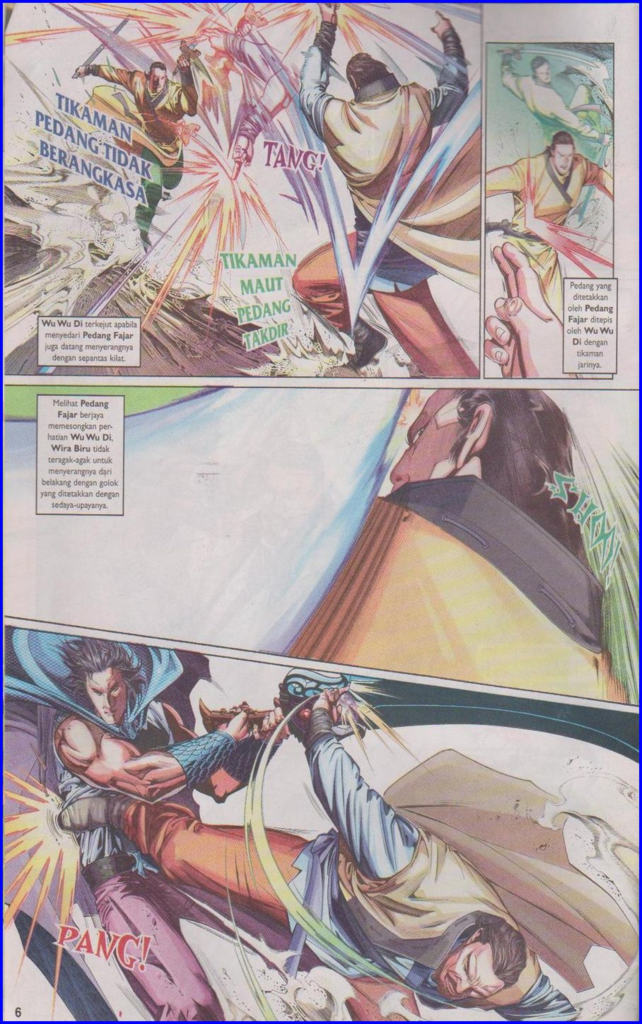 TIKAMAN
PEDANG TIDAK
BERANGKASA
TANG!
TIKAMAN
MAUT
PEDANG
TAKDIR
Wu Wu Di terkejut apabila
menyedari Pedang Fajar
juga datang menyerangnya
dengan sepantas kilat.
Pedang yang
ditetakkan
oleh Pedang
Fajar ditepis
oleh Wu Wu
Di dengan
tikaman
jarinya.
Melihat Pedang
Fajar berjaya
memesongkan per-
hatian Wu Wu Di,
Wira Biru tidak
teragak-agak untuk
menyerangnya dari
belakang dengan golok
yang ditetakkan dengan
sedaya-upayanya.
PANG!
6